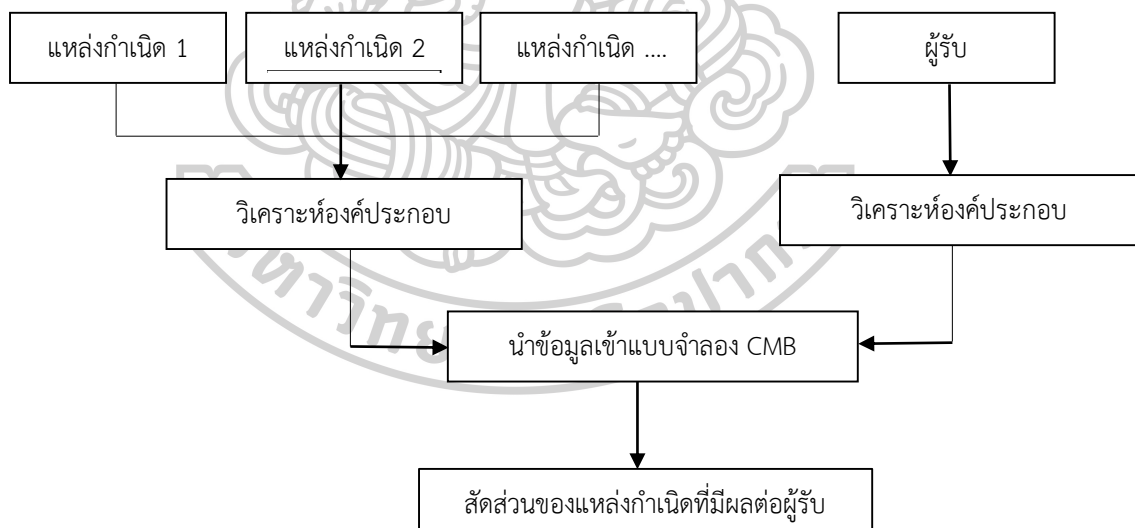 แหล่งกำเนิด 1
แหล่งกำเนิด 2
แหล่งกำเนิด ....
ผู้รับ
วิเคราะห์องค์ประกอบ
วิเคราะห์องค์ประกอบ
นำข้อมูลเข้าแบบจำลอง CMB
สัดส่วนของแหล่งกำเนิดที่มีผลต่อผู้รับ